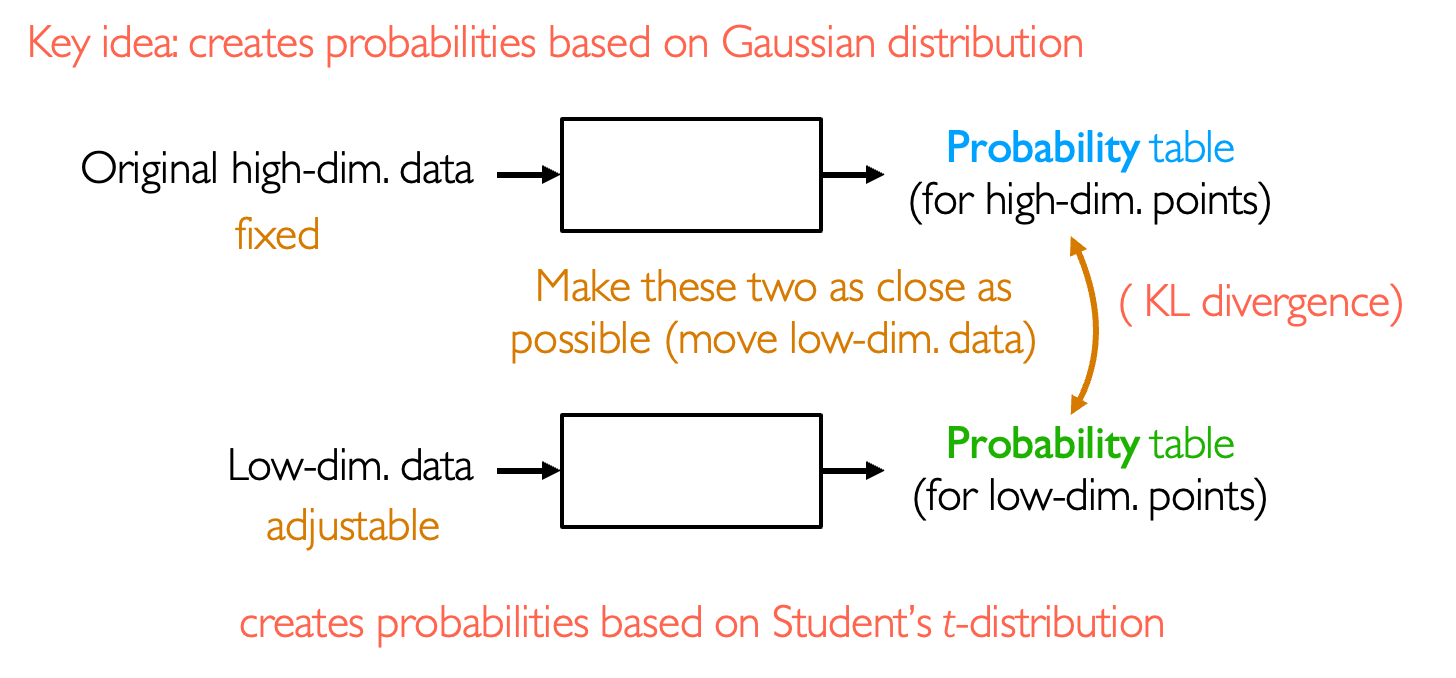 Key idea: creates probabilities based on Gaussian distribution
Original high-dim. data
fixed
Probability table
(for high-dim. points)
Make these two as close as
possible (move low-dim. data)
( KL divergence)
Low-dim. data
adjustable
Probability table
(for low-dim. points)
creates probabilities based on Student’s t-distribution